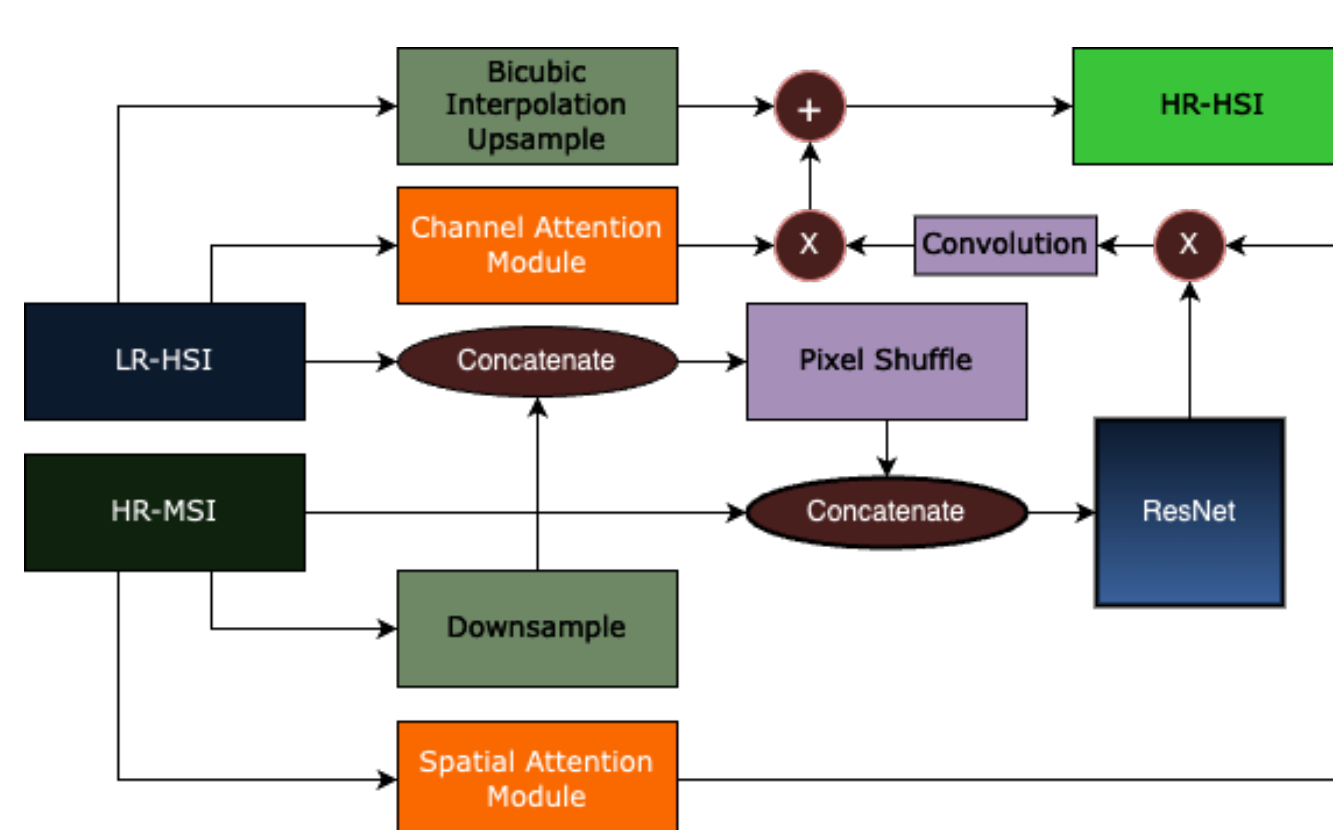 Bicubic
Interpolation
Upsample
+
HR-HSI
Channel Attention
Module
X
Convolution
X
LR-HSI
Concatenate
Pixel Shuffle
HR-MSI
Concatenate
ResNet
Downsample
Spatial Attention
Module